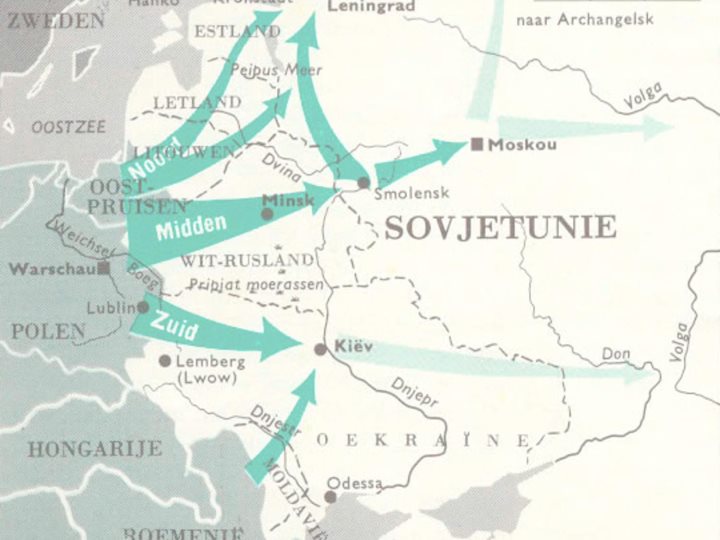 Hanko
Kronstadt
Leningrad
ZWEDEN
ESTLAND
naar Archangelsk
Peipus Meer
Volga
LETLAND
OOSTZEE
Moskou
LITOUWEN
Noord
Dvina
Smolensk
OOST-
PRUISEN
Minsk
Midden
SOVJETUNIE
Weichsel
WIT-RUSLAND
Warschau
Boeg
Pripjat moerassen
Lublin
Zuid
POLEN
Kiëv
Volga
Don
Lemberg
(Lwow)
Dnjepr
Dnjestr
OEKRAÏNE
HONGARIJE
MOLDAVIË
Odessa
ROEMENIË